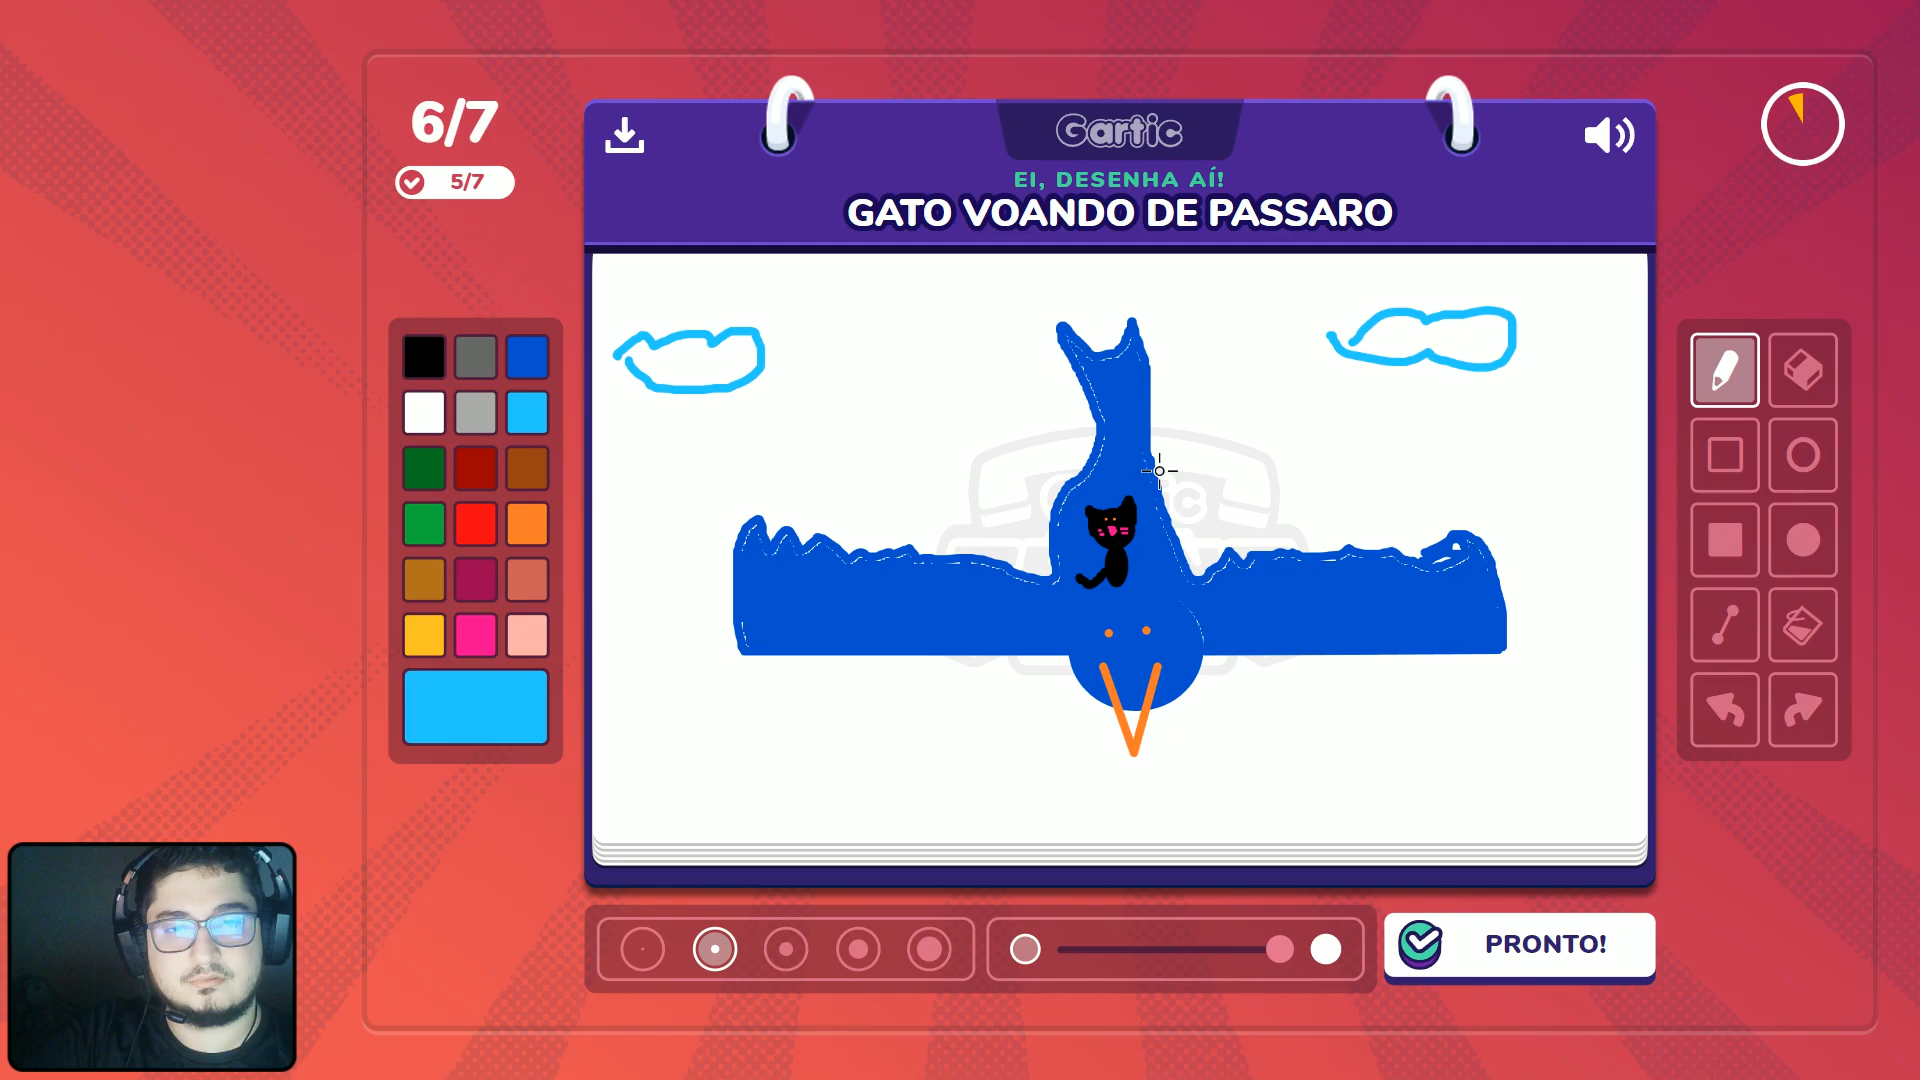 6/7
5/7
Gartic
EI, DESENHA AÍ!
GATO VOANDO DE PASSARO
PRONTO!